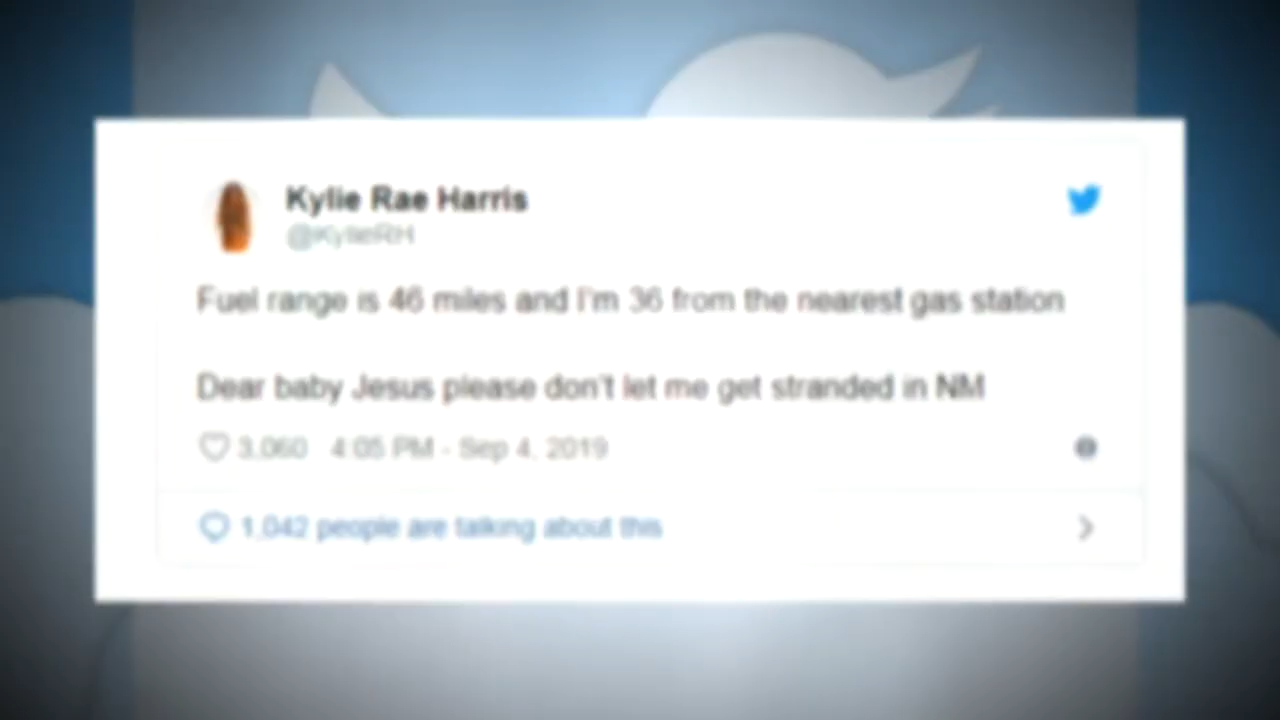 Kylie Rae Harris
@KylieRH
Fuel range is 46 miles and I'm 36 from the nearest gas station
Dear baby Jesus please don't let me get stranded in NM
3,060 4:05 PM - Sep 4, 2019
1,042 people are talking about this